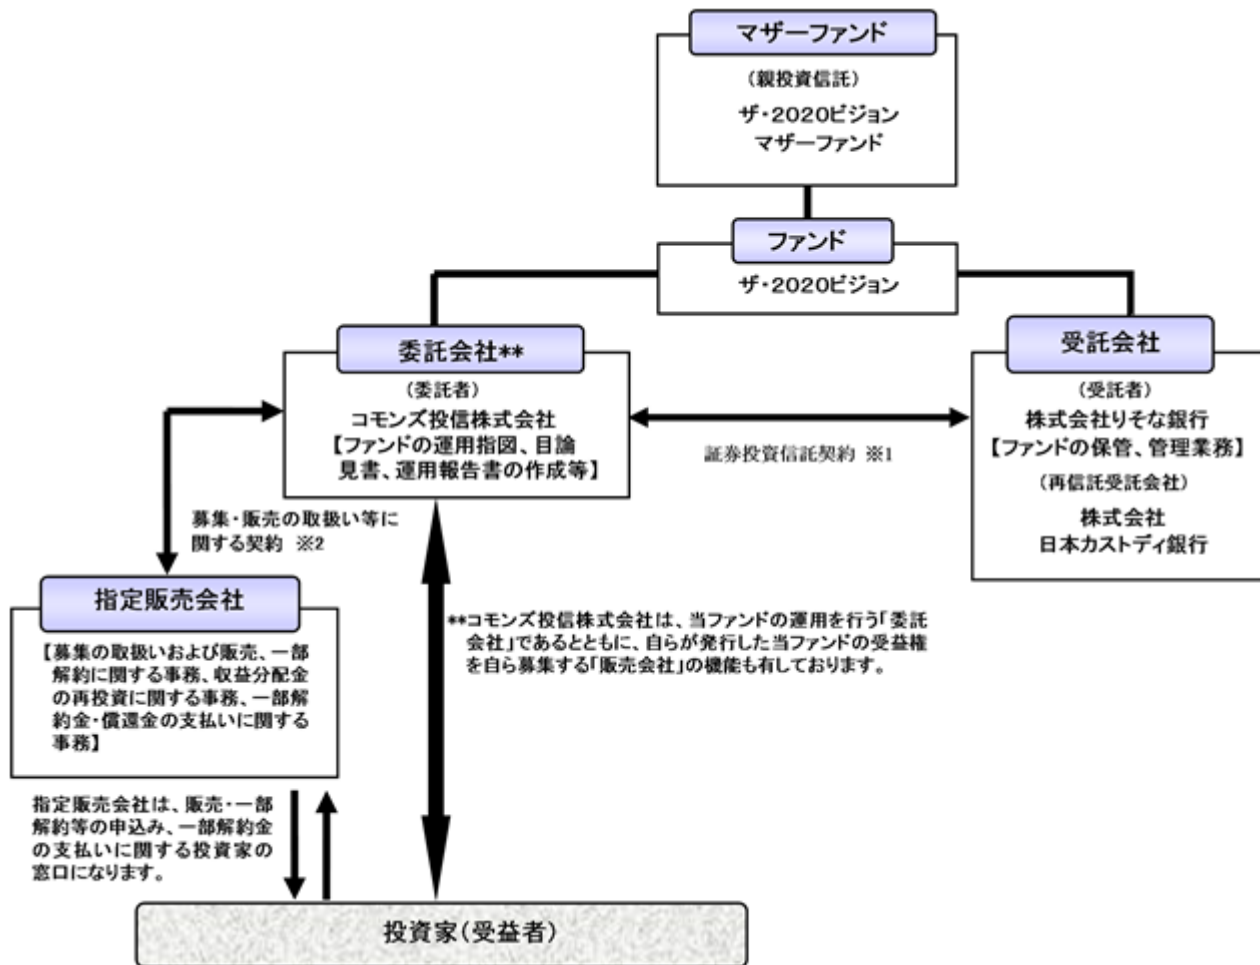 マザーファンド
（親投資信託）
ザ・2020ビジョン
マザーファンド
ファンド
ザ・2020ビジョン
委託会社**
（委託者）
コモンズ投信株式会社
【ファンドの運用指図、目論
見書、運用報告書の作成等】
証券投資信託契約 ※1
受託会社
（受託者）
株式会社りそな銀行
【ファンドの保管、管理業務】
（再信託受託会社）
株式会社
日本カストディ銀行
募集・販売の取扱い等に
関する契約 ※2
指定販売会社
【募集の取扱いおよび販売、一部
解約に関する事務、収益分配金
の再投資に関する事務、一部解
約金・償還金の支払いに関する
事務】
**コモンズ投信株式会社は、当ファンドの運用を行う「委託
会社」であるとともに、自らが発行した当ファンドの受益権
を自ら募集する「販売会社」の機能も有しております。
指定販売会社は、販売・一部
解約等の申込み、一部解約金
の支払いに関する投資家の
窓口になります。
投資家（受益者）